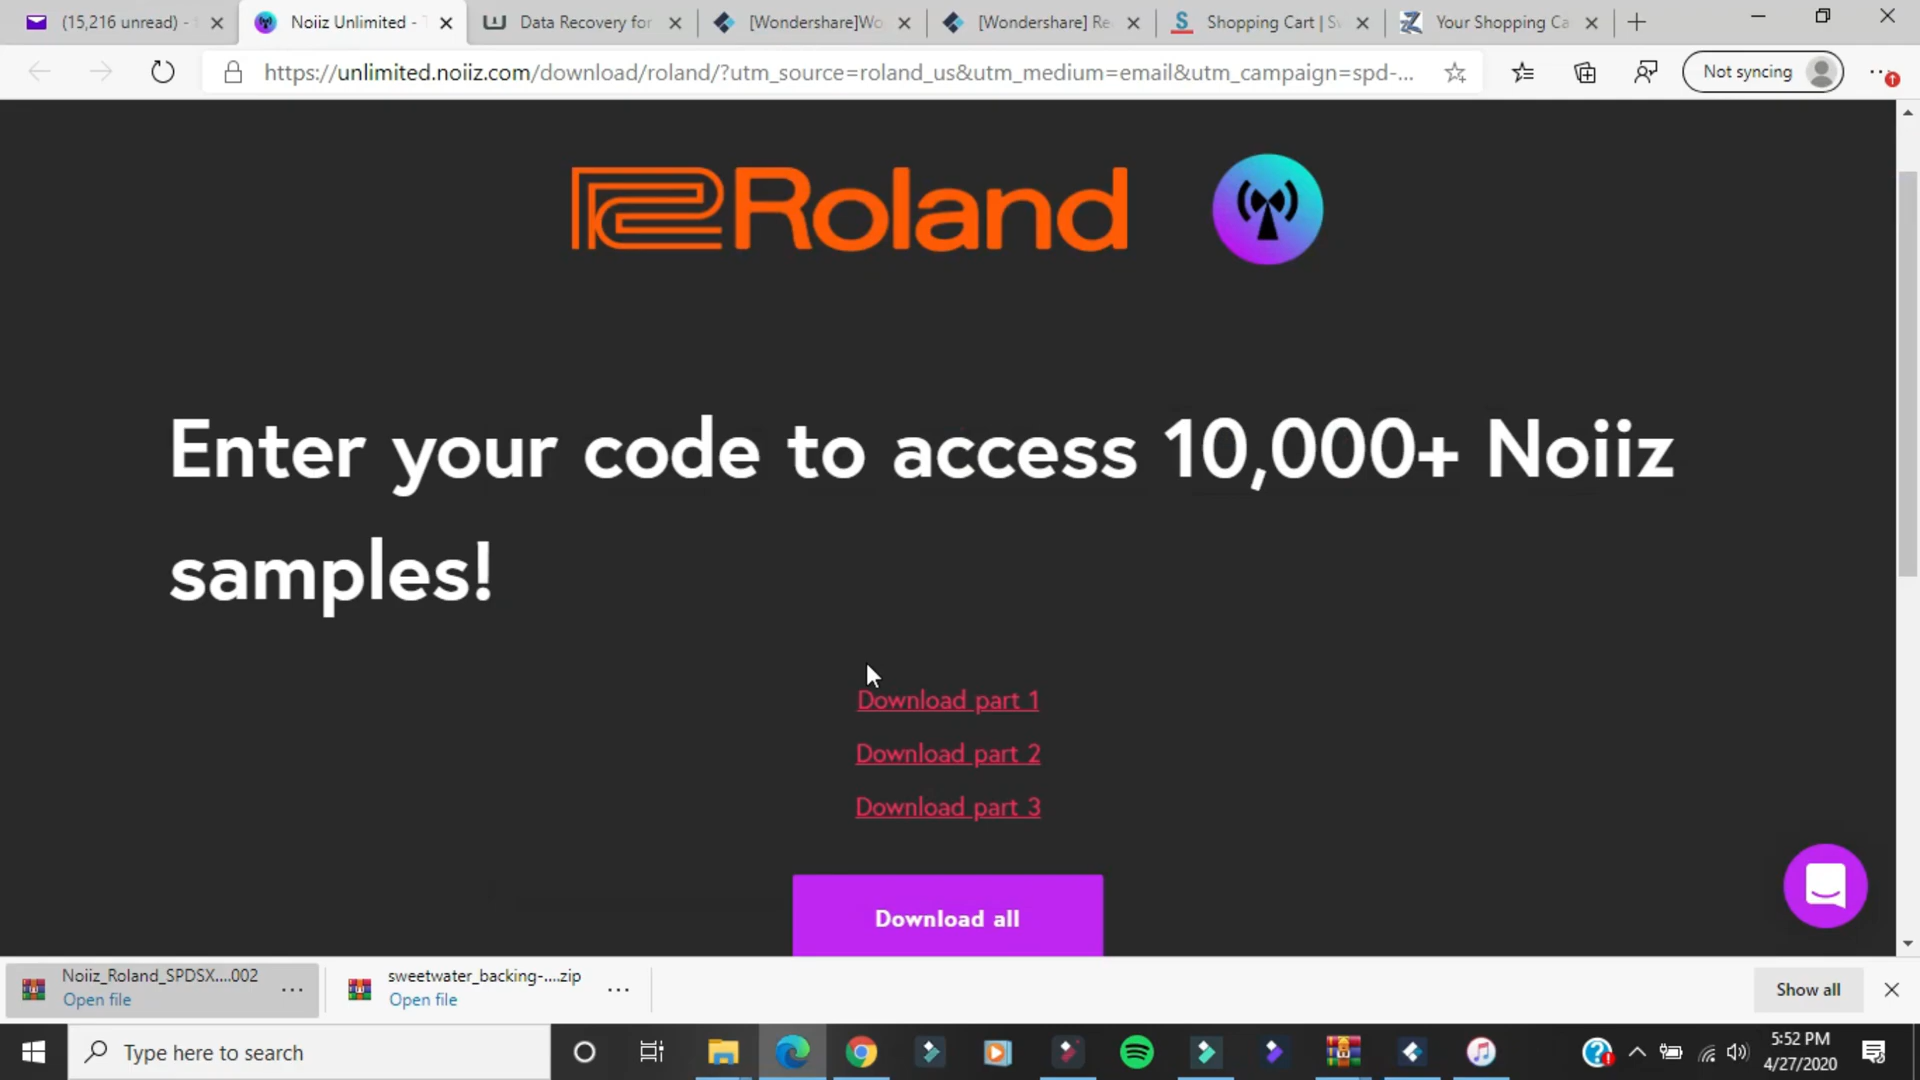 (15,216 unread) -
Noiiz Unlimited -
Data Recovery for
[Wondershare]Wo
[Wondershare] Re
Shopping Cart | Sw
Your Shopping Ca
https://unlimited.noiiz.com/download/roland/?utm_source=roland_us&utm_medium=email&utm_campaign=spd-...
Not syncing
Roland
Enter your code to access 10,000+ Noiiz
samples!
Download part 1
Download part 2
Download part 3
Download all
Noiiz_Roland_SPDSX....002
Open file
sweetwater_backing-....zip
Open file
Show all
Type here to search
5:52 PM
4/27/2020